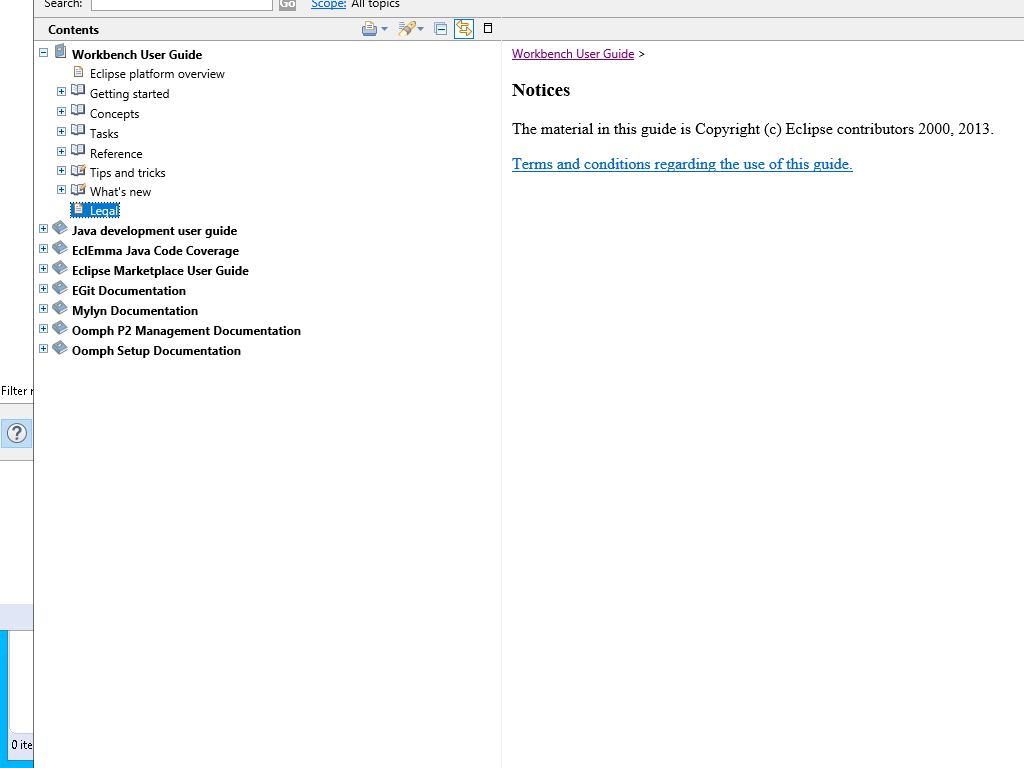 Search: Go Scope: All topics
Contents
Workbench User Guide
Eclipse platform overview
Getting started
Concepts
Tasks
Reference
Tips and tricks
What's new
Legal
Java development user guide
EclEmma Java Code Coverage
Eclipse Marketplace User Guide
EGit Documentation
Mylyn Documentation
Oomph P2 Management Documentation
Oomph Setup Documentation
Workbench User Guide >
Notices
The material in this guide is Copyright (c) Eclipse contributors 2000, 2013.
Terms and conditions regarding the use of this guide.
Filter
?
0 ite